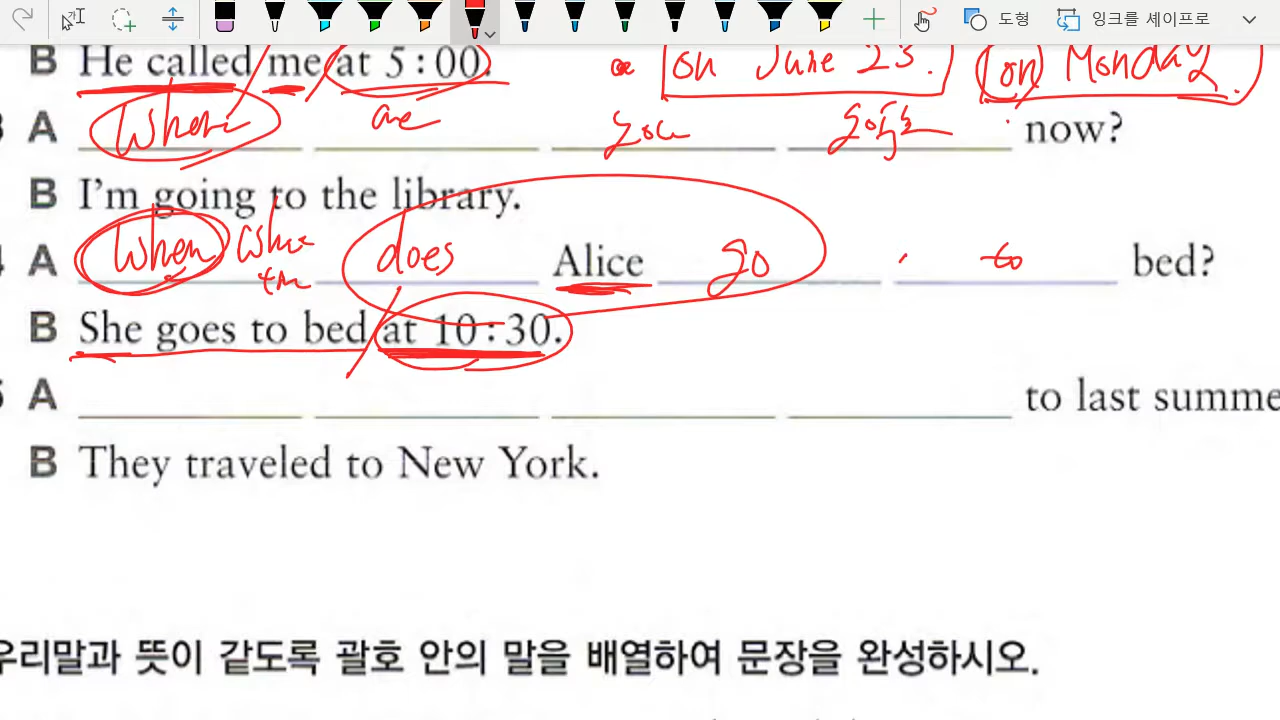 도형 잉크를 셰이프로
B He called me at 5:00. on June 23. on Monday.
A Where are you going now?
B I'm going to the library.
4 A When does Alice go to bed?
B She goes to bed at 10:30.
5 A to last summe
B They traveled to New York.
우리말과 뜻이 같도록 괄호 안의 말을 배열하여 문장을 완성하시오.